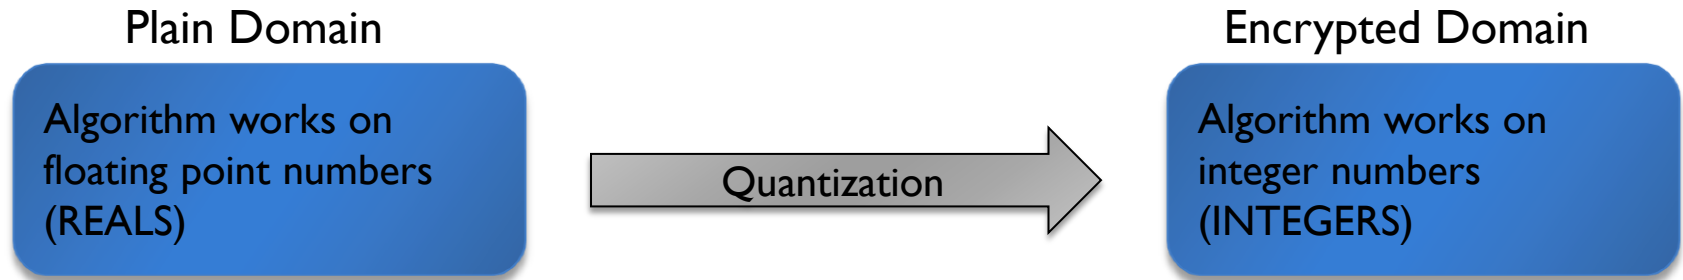 Plain Domain
Algorithm works on
floating point numbers
(REALS)
Quantization
Encrypted Domain
Algorithm works on
integer numbers
(INTEGERS)